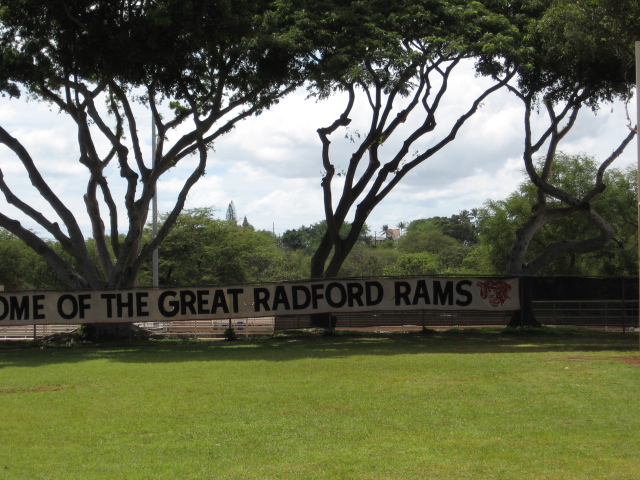 OME OF THE GREAT RADFORD RAMS